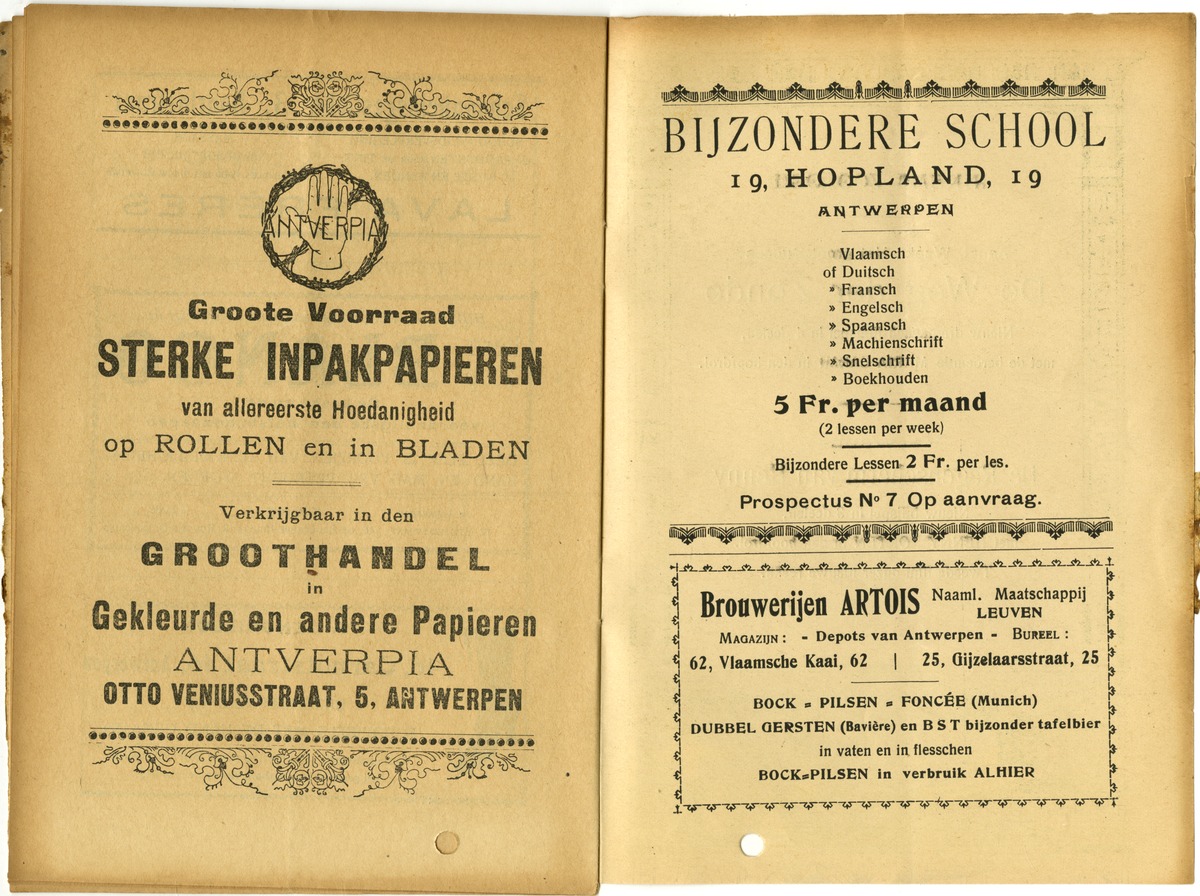 ANTVERPIA
Groote Voorraad
STERKE INPAKPAPIEREN
van allereerste Hoedanigheid
op ROLLEN en in BLADEN
Verkrijgbaar in den
GROOTHANDEL
in
Gekleurde en andere Papieren
ANTVERPIA
OTTO VENIUSSTRAAT, 5, ANTWERPEN
BIJZONDERE SCHOOL
19, HOPLAND, 19
ANTWERPEN
Vlaamsch
of Duitsch
» Fransch
» Engelsch
» Spaansch
» Machienschrift
» Snelschrift
» Boekhouden
5 Fr. per maand
(2 lessen per week)
Bijzondere Lessen 2 Fr. per les.
Prospectus No 7 Op aanvraag.
Brouwerijen ARTOIS Naaml. Maatschappij
LEUVEN
MAGAZIJN : - Depots van Antwerpen - BUREEL :
62, Vlaamsche Kaai, 62 | 25, Gijzelaarsstraat, 25
BOCK = PILSEN = FONCÉE (Munich)
DUBBEL GERSTEN (Bavière) en B S T bijzonder tafelbier
in vaten en in flesschen
BOCK=PILSEN in verbruik ALHIER